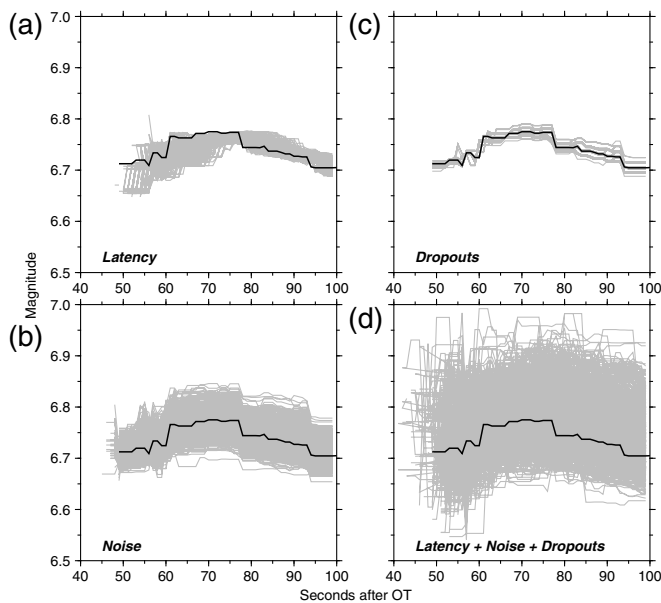 (a)
7.0
6.9
6.8
6.7
6.6
6.5
Latency
40 50 60 70 80 90 100
(c)
Dropouts
40 50 60 70 80 90 100
Magnitude
(b)
7.0
6.9
6.8
6.7
6.6
6.5
Noise
40 50 60 70 80 90 100
(d)
Latency + Noise + Dropouts
40 50 60 70 80 90 100
Seconds after OT